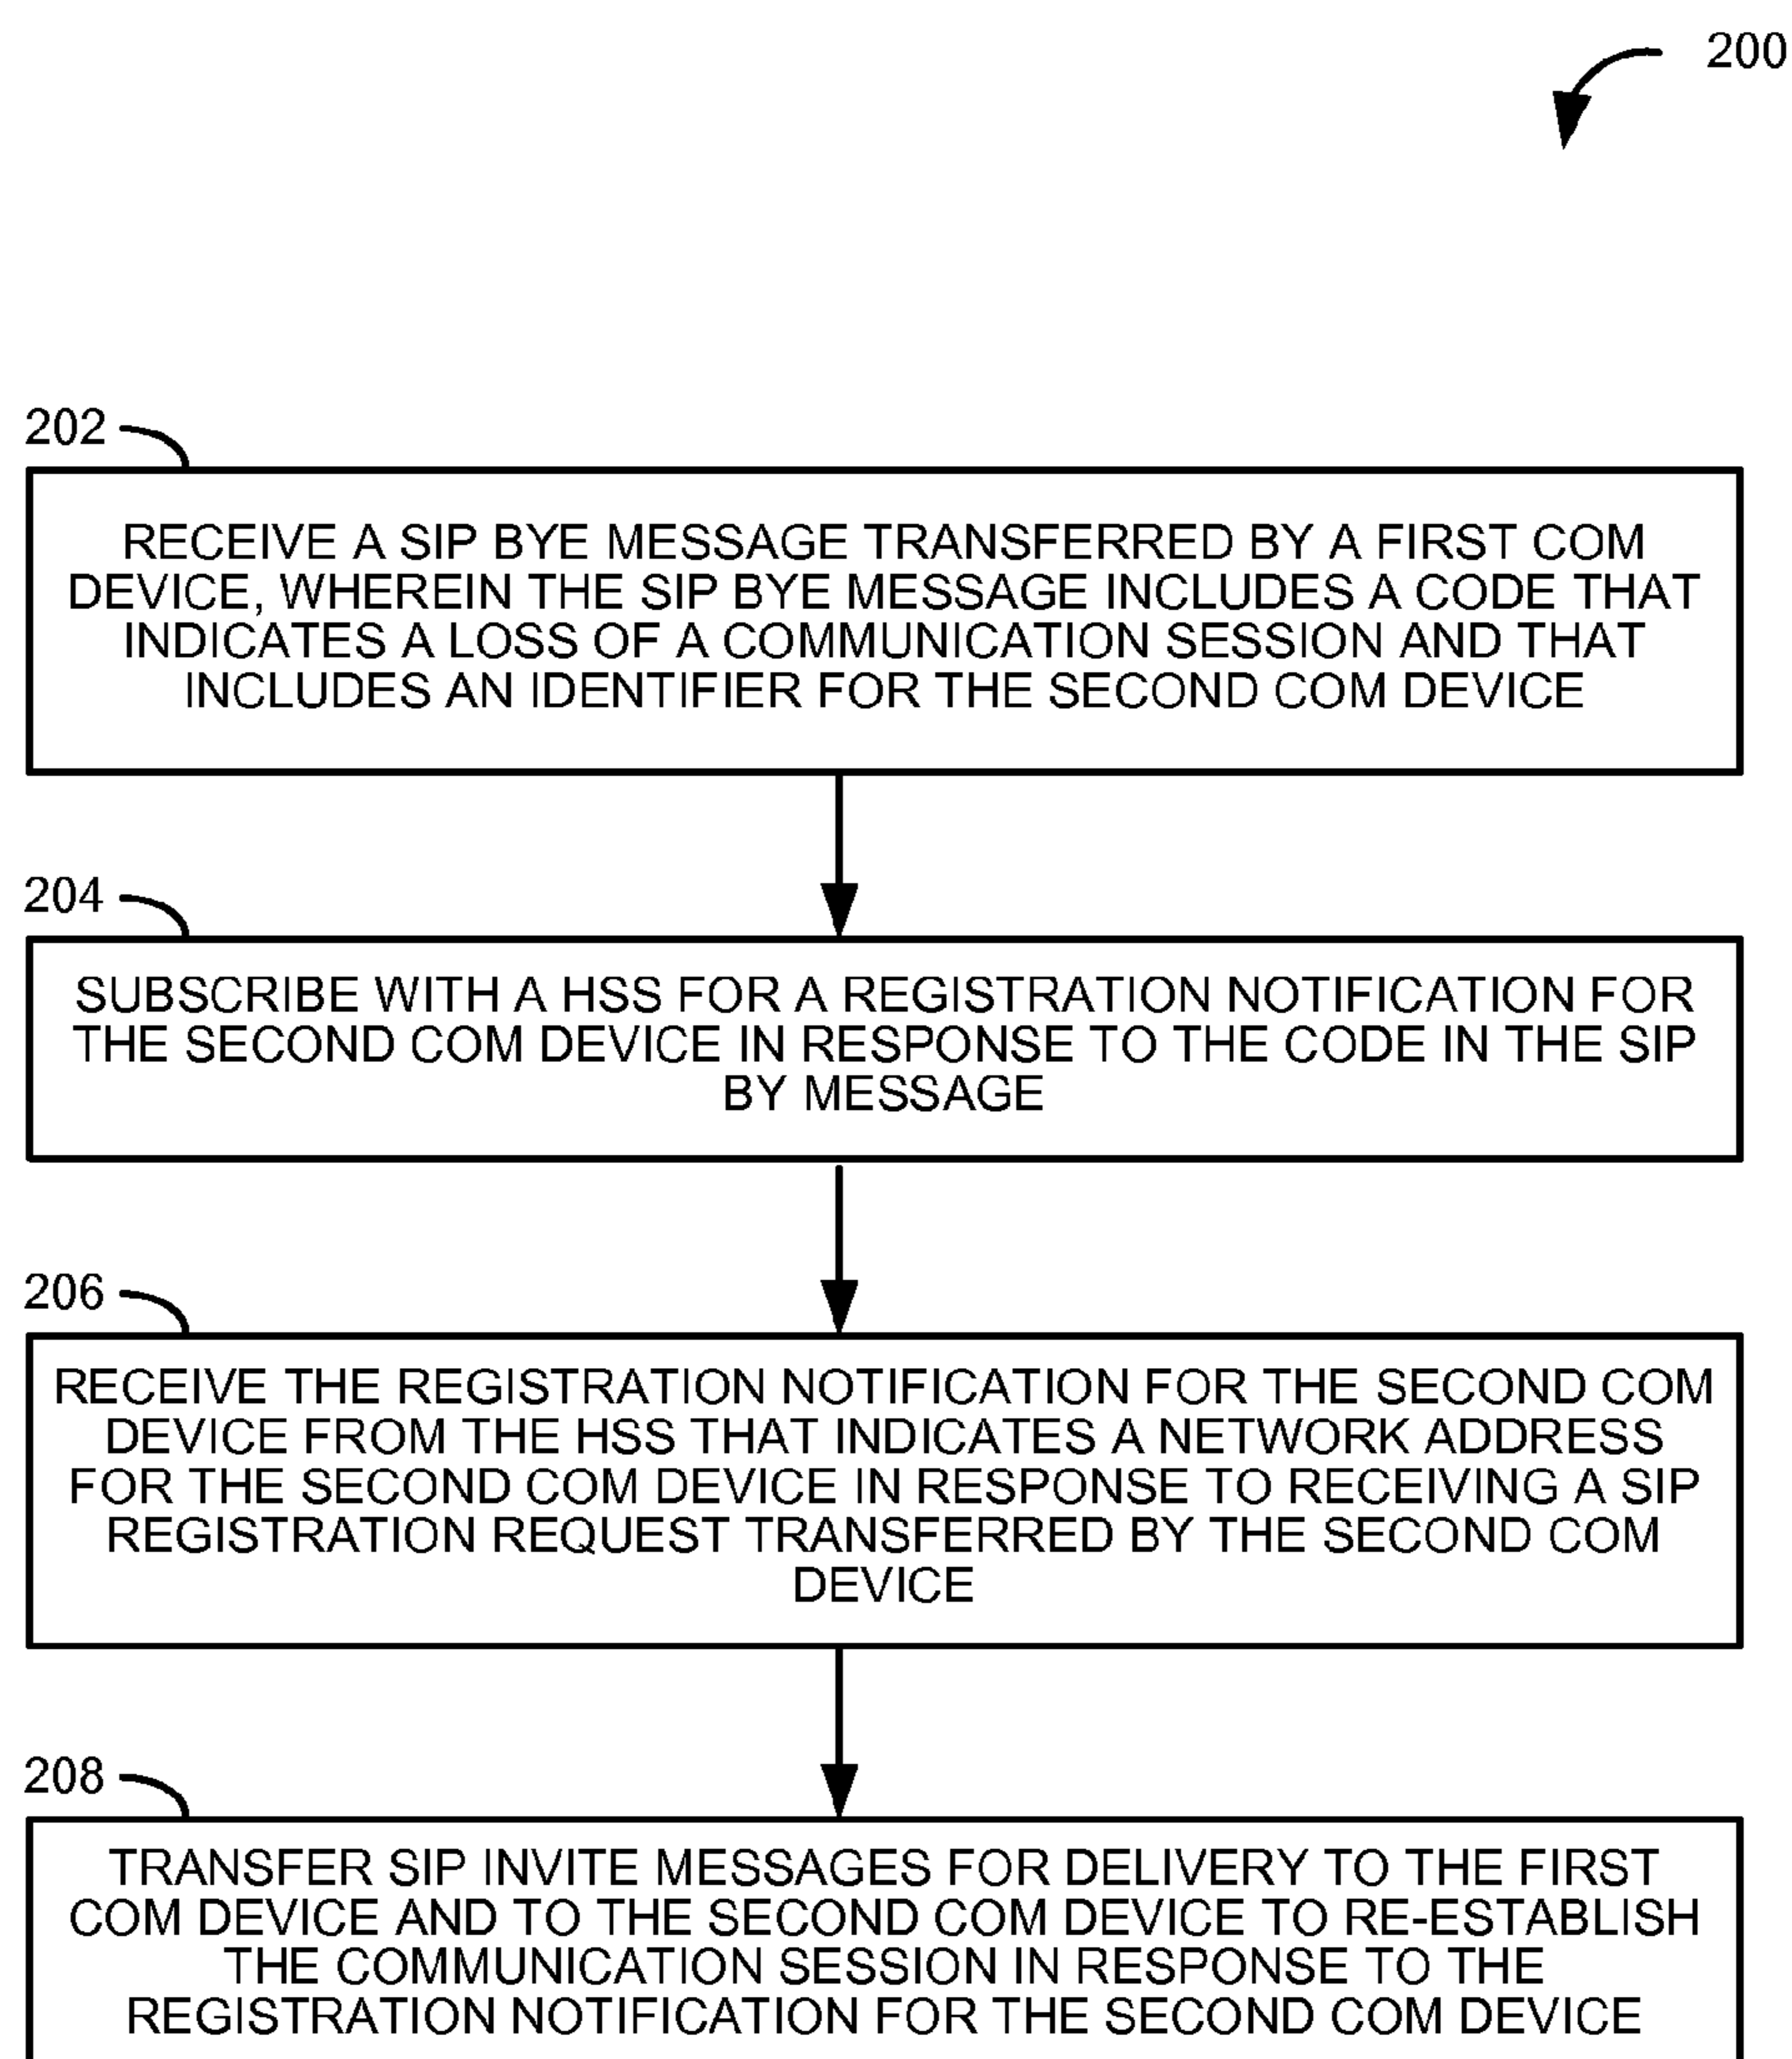 200
202
RECEIVE A SIP BYE MESSAGE TRANSFERRED BY A FIRST COM
DEVICE, WHEREIN THE SIP BYE MESSAGE INCLUDES A CODE THAT
INDICATES A LOSS OF A COMMUNICATION SESSION AND THAT
INCLUDES AN IDENTIFIER FOR THE SECOND COM DEVICE
204
SUBSCRIBE WITH A HSS FOR A REGISTRATION NOTIFICATION FOR
THE SECOND COM DEVICE IN RESPONSE TO THE CODE IN THE SIP
BY MESSAGE
206
RECEIVE THE REGISTRATION NOTIFICATION FOR THE SECOND COM
DEVICE FROM THE HSS THAT INDICATES A NETWORK ADDRESS
FOR THE SECOND COM DEVICE IN RESPONSE TO RECEIVING A SIP
REGISTRATION REQUEST TRANSFERRED BY THE SECOND COM
DEVICE
208
TRANSFER SIP INVITE MESSAGES FOR DELIVERY TO THE FIRST
COM DEVICE AND TO THE SECOND COM DEVICE TO RE-ESTABLISH
THE COMMUNICATION SESSION IN RESPONSE TO THE
REGISTRATION NOTIFICATION FOR THE SECOND COM DEVICE